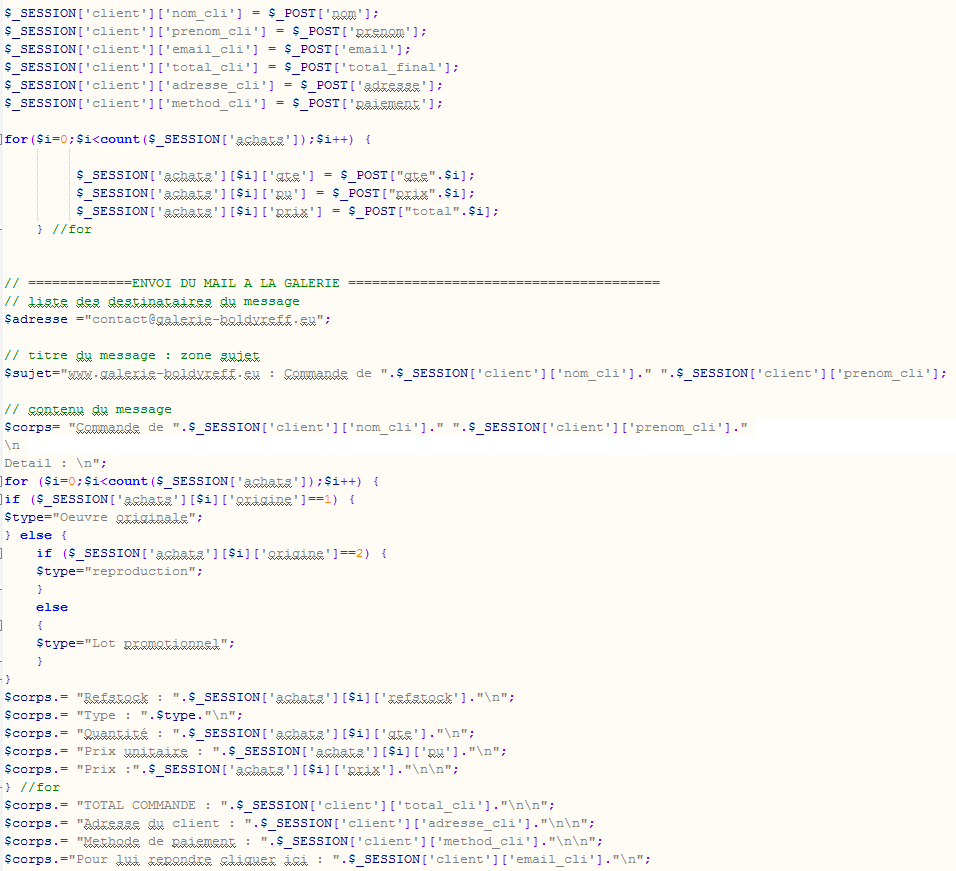 $_SESSION['client']['nom_cli'] = $_POST['nom'];
$_SESSION['client']['prenom_cli'] = $_POST['prenom'];
$_SESSION['client']['email_cli'] = $_POST['email'];
$_SESSION['client']['total_cli'] = $_POST['total_final'];
$_SESSION['client']['adresse_cli'] = $_POST['adresse'];
$_SESSION['client']['method_cli'] = $_POST['paiement'];
for($i=0;$i<count($_SESSION['achats']);$i++) {
$_SESSION['achats'][$i]['qte'] = $_POST["qte".$i];
$_SESSION['achats'][$i]['pu'] = $_POST["prix".$i];
$_SESSION['achats'][$i]['prix'] = $_POST["total".$i];
} //for
// =============ENVOI DU MAIL A LA GALERIE =======================================
// liste des destinataires du message
$adresse ="contact@galerie-boldyreff.eu";
// titre du message : zone sujet
$sujet="www.galerie-boldyreff.eu : Commande de ".$_SESSION['client']['nom_cli']." ".$_SESSION['client']['prenom_cli'];
// contenu du message
$corps= "Commande de ".$_SESSION['client']['nom_cli']." ".$_SESSION['client']['prenom_cli']."
\n
Detail : \n";
for ($i=0;$i<count($_SESSION['achats']);$i++) {
if ($_SESSION['achats'][$i]['origine']==1) {
$type="Oeuvre originale";
} else {
if ($_SESSION['achats'][$i]['origine']==2) {
$type="reproduction";
}
else
{
$type="Lot promotionnel";
}
}
$corps.= "Refstock : ".$_SESSION['achats'][$i]['refstock']."\n";
$corps.= "Type : ".$type."\n";
$corps.= "Quantité : ".$_SESSION['achats'][$i]['qte']."\n";
$corps.= "Prix unitaire : ".$_SESSION['achats'][$i]['pu']."\n";
$corps.= "Prix :".$_SESSION['achats'][$i]['prix']."\n\n";
} //for
$corps.= "TOTAL COMMANDE : ".$_SESSION['client']['total_cli']."\n\n";
$corps.= "Adresse du client : ".$_SESSION['client']['adresse_cli']."\n\n";
$corps.= "Methode de paiement : ".$_SESSION['client']['method_cli']."\n\n";
$corps.="Pour lui repondre cliquer ici : ".$_SESSION['client']['email_cli']."\n";